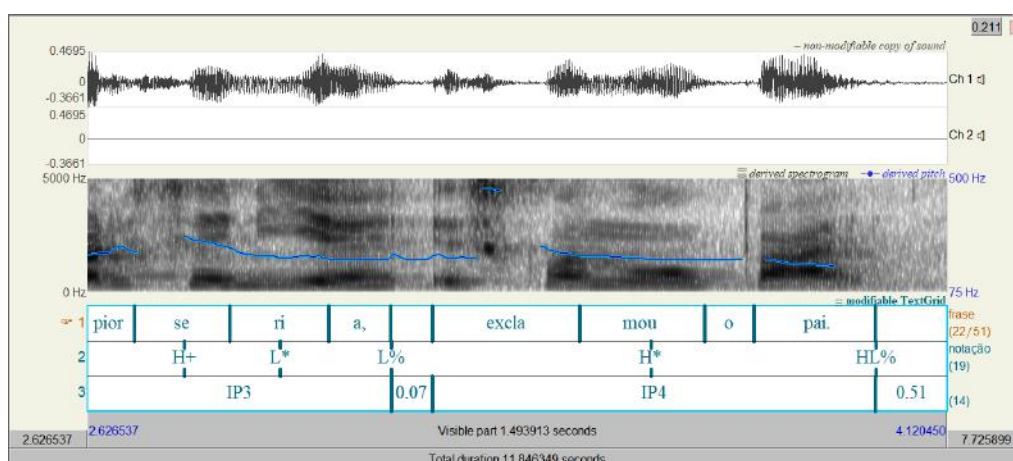 0.211
0.4695
– non-modifiable copy of sound
0
Ch 1
-0.3661
0.4695
0
Ch 2
-0.3661
5000 Hz
derived spectrogram
derived pitch
500 Hz
0 Hz
75 Hz
= modifiable TextGrid
1 pior se ri a, excla mou o pai. frase (22/51)
2 H+ L* L% H* HL% notação (19)
3 IP3 0.07 IP4 0.51 (14)
2.626537 2.626537 Visible part 1.493913 seconds 4.120450 7.725899
Total duration 11.846349 seconds